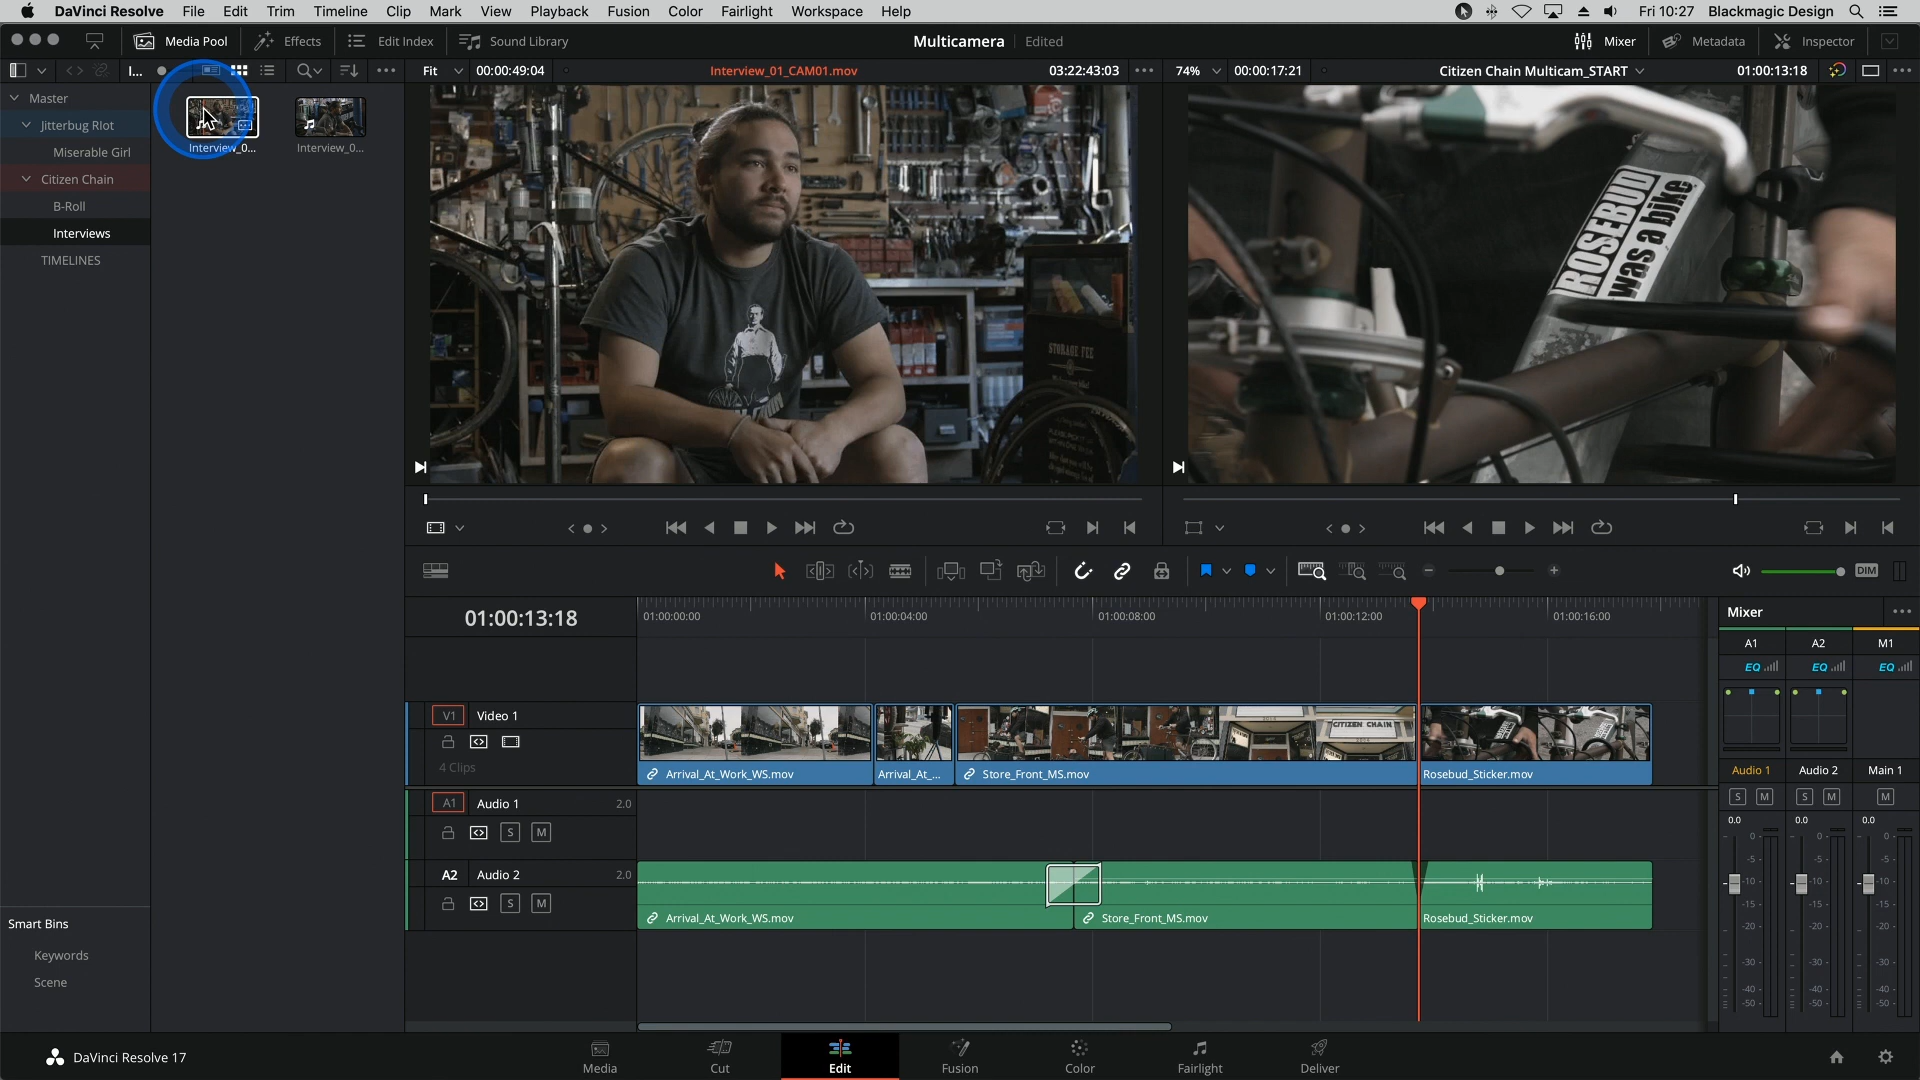 DaVinci Resolve File Edit Trim Timeline Clip Mark View Playback Fusion Color Fairlight Workspace Help Fri 10:27 Blackmagic Design
Media Pool Effects Edit Index Sound Library Multicamera Edited Mixer Metadata Inspector
I... Fit 00:00:49:04 Interview_01_CAM01.mov 03:22:43:03 74% 00:00:17:21 Citizen Chain Multicam_START 01:00:13:18
Master
Jitterbug RIot
Miserable Girl
Citizen Chain
B-Roll
Interviews
TIMELINES
Interview_0...
Interview_0...
STORAGE FEE
ROSEBUD
was a bike
DIM
01:00:13:18
01:00:00:00 01:00:04:00 01:00:08:00 01:00:12:00 01:00:16:00
V1 Video 1
4 Clips
CITIZEN CHAIN
Arrival_At_Work_WS.mov Arrival_At_... Store_Front_MS.mov Rosebud_Sticker.mov
A1 Audio 1 2.0
S M
A2 Audio 2 2.0
S M
Arrival_At_Work_WS.mov Store_Front_MS.mov Rosebud_Sticker.mov
Mixer
A1 A2 M1
EQ EQ EQ
Audio 1 Audio 2 Main 1
S M S M M
0.0 0.0 0.0
0 0 0
-5 -5 -5
-10 -10 -10
-15 -15 -15
-20 -20 -20
-30 -30 -30
-40 -40 -40
-50 -50 -50
Smart Bins
Keywords
Scene
DaVinci Resolve 17
Media Cut Edit Fusion Color Fairlight Deliver